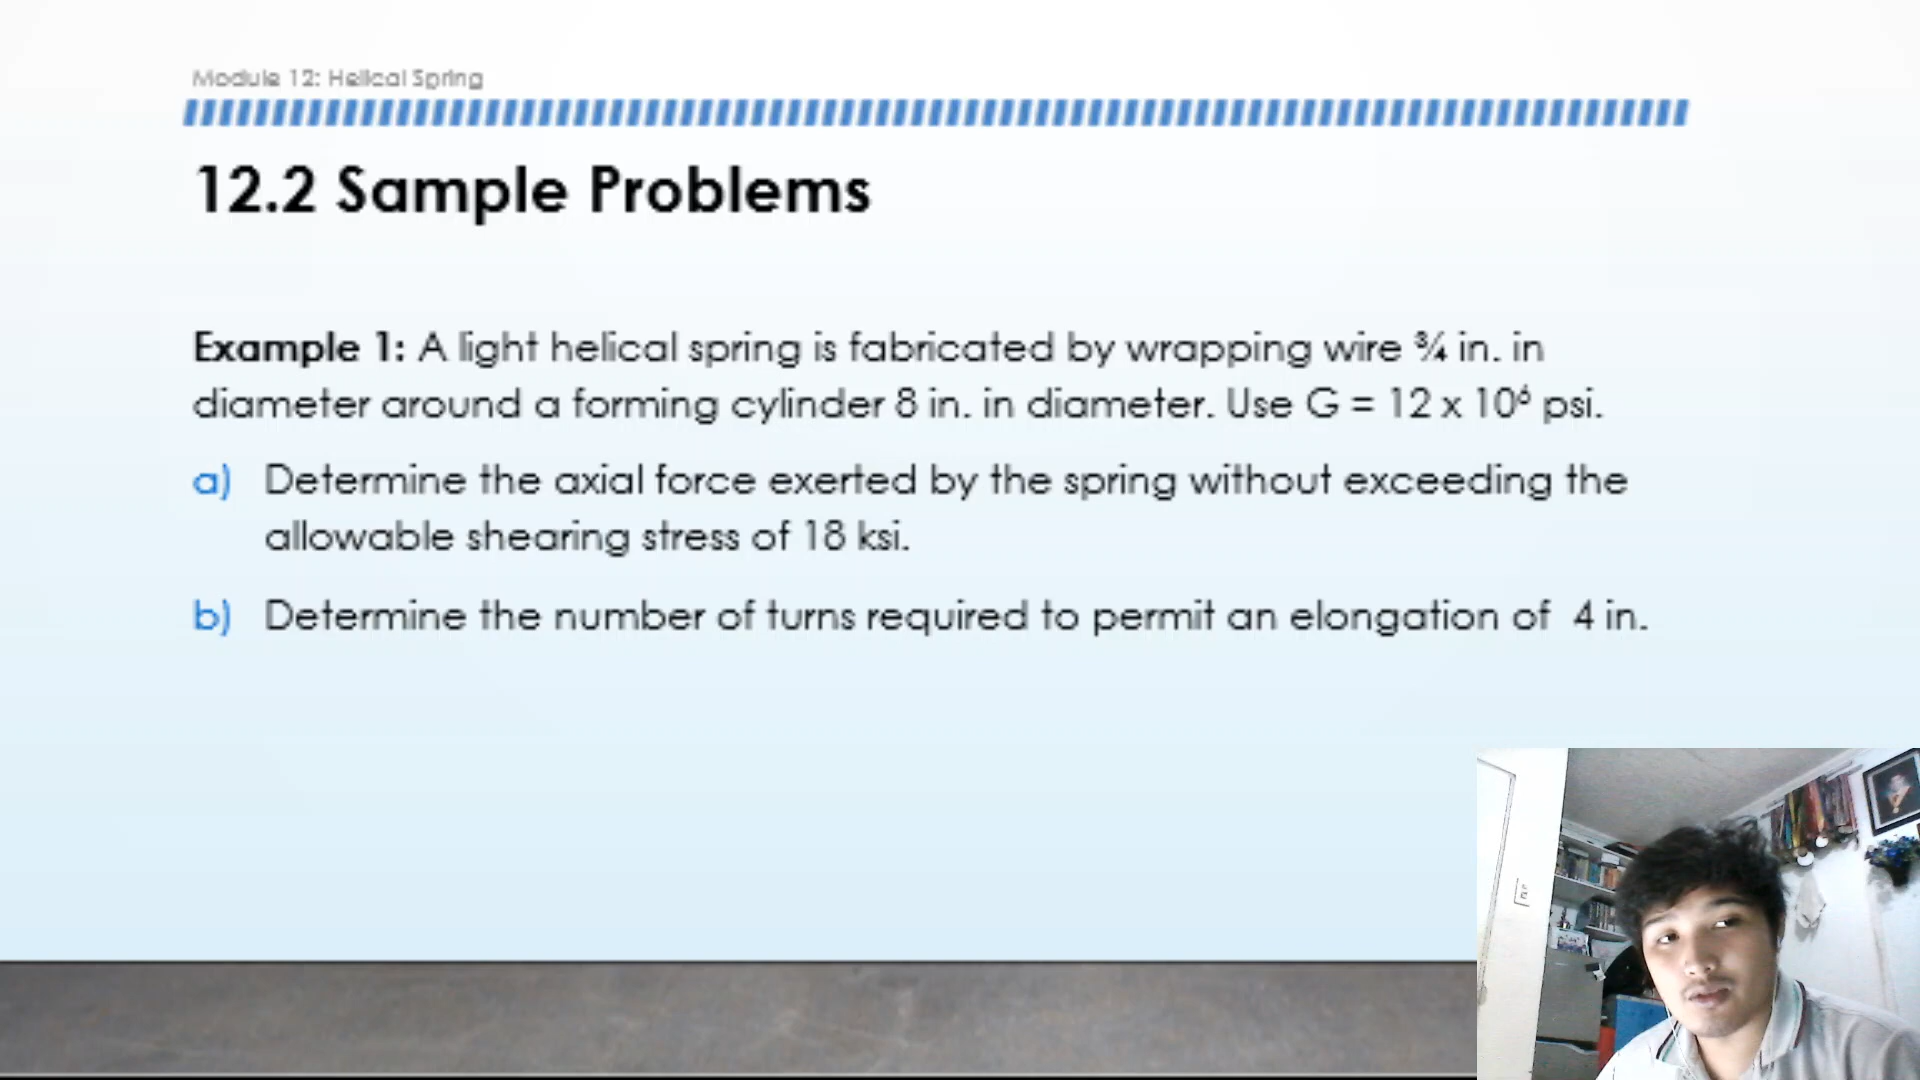 Module 12: Helical Spring
12.2 Sample Problems
Example 1: A light helical spring is fabricated by wrapping wire ¾ in. in
diameter around a forming cylinder 8 in. in diameter. Use G = 12 x 10⁶ psi.
a) Determine the axial force exerted by the spring without exceeding the
allowable shearing stress of 18 ksi.
b) Determine the number of turns required to permit an elongation of  4 in.